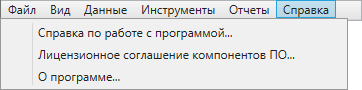 Файл Вид Данные Инструменты Отчеты Справка
Справка по работе с программой...
Лицензионное соглашение компонентов ПО...
О программе...